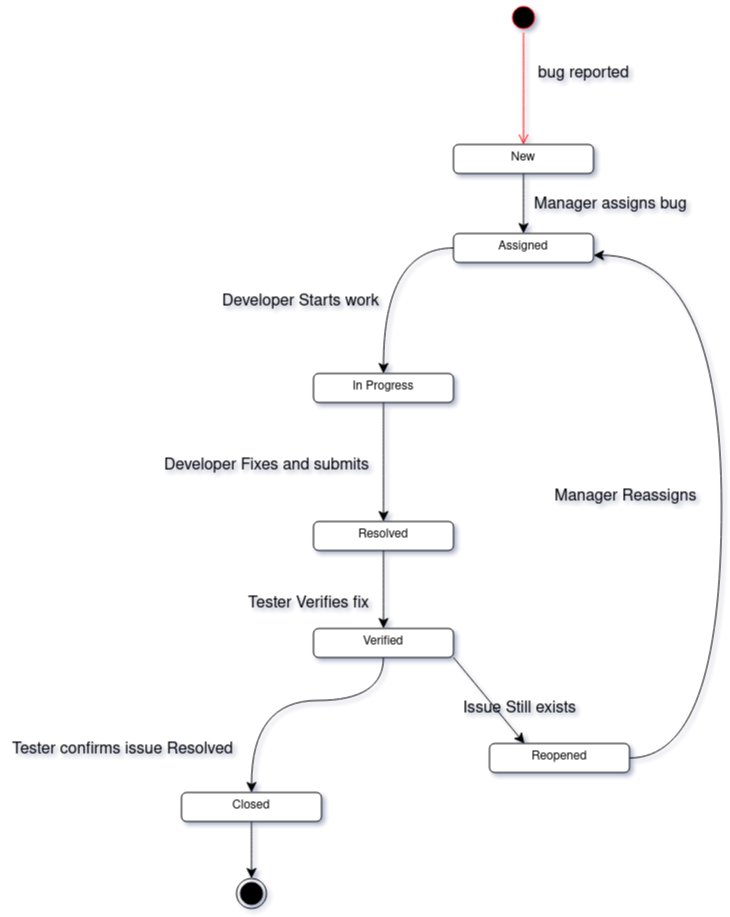 bug reported
New
Manager assigns bug
Assigned
Developer Starts work
In Progress
Developer Fixes and submits
Manager Reassigns
Resolved
Tester Verifies fix
Verified
Issue Still exists
Tester confirms issue Resolved
Reopened
Closed